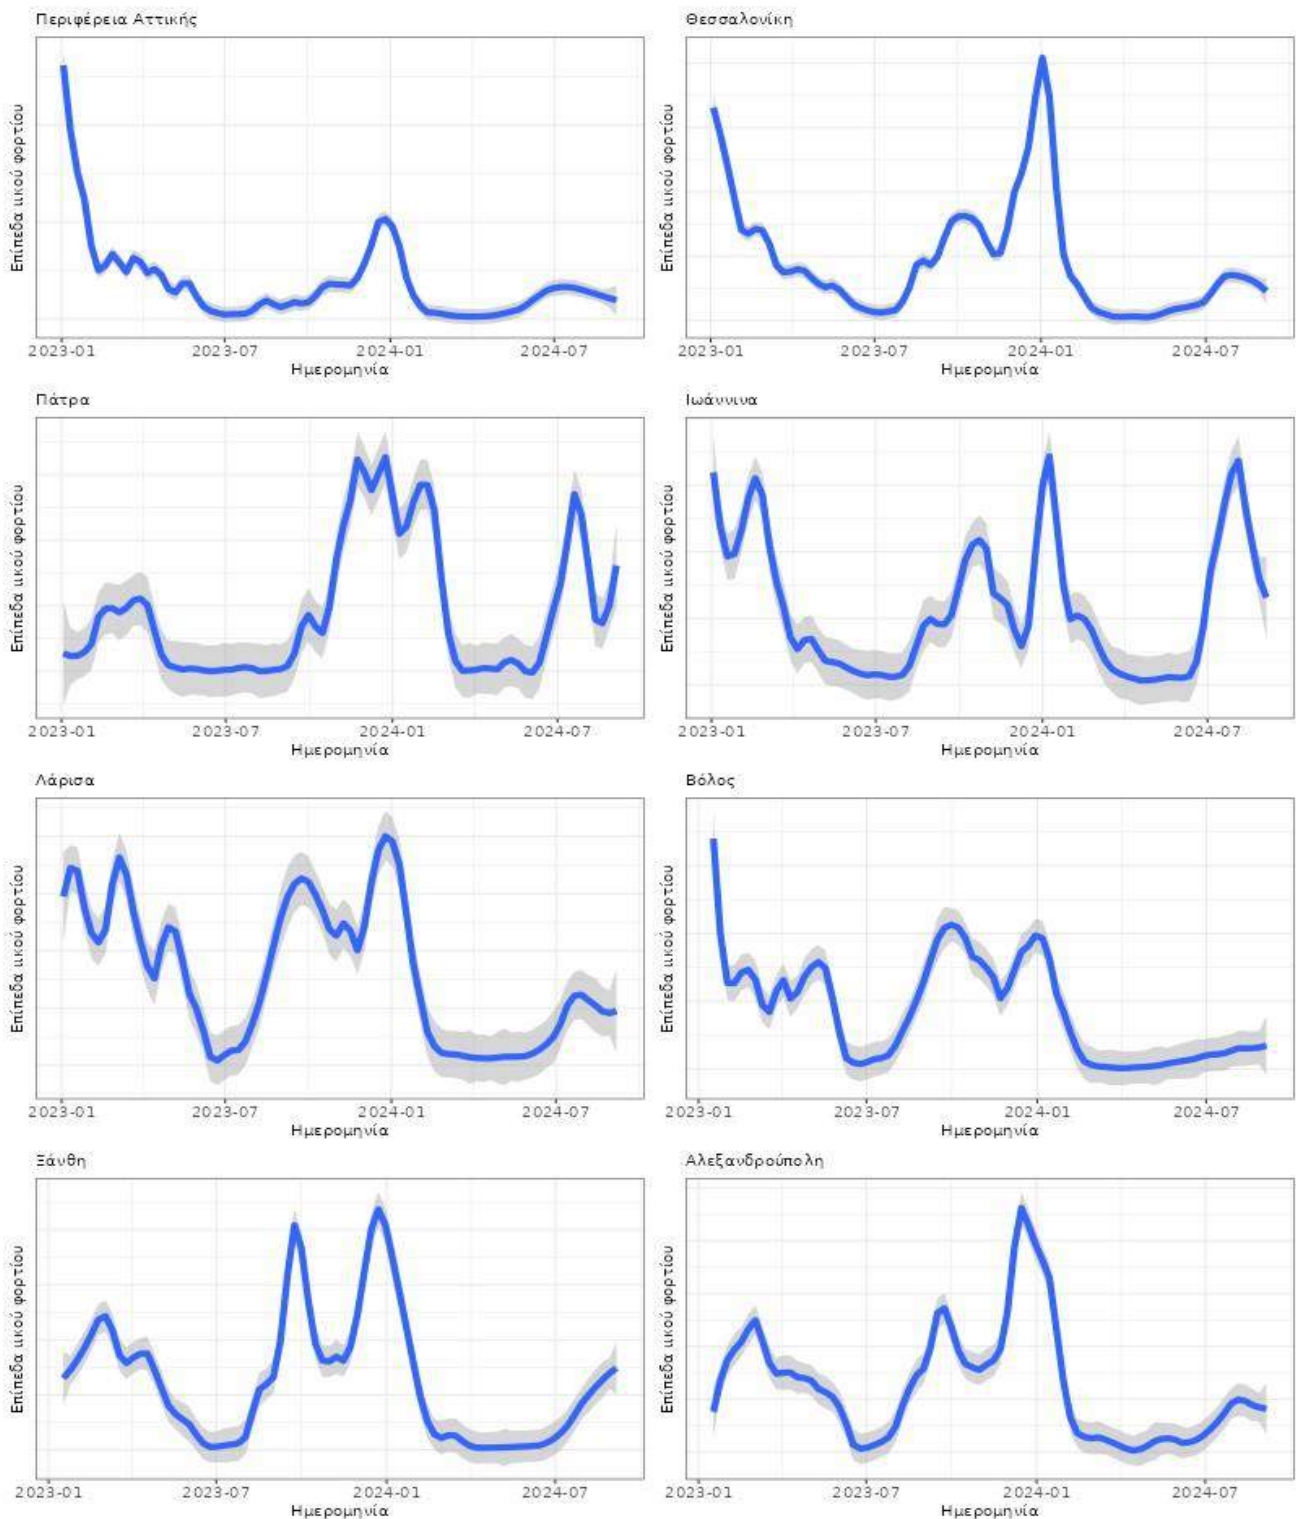 Περιφέρεια Αττικής
Επίπεδα ιικού φορτίου
2023-01 2023-07 2024-01 2024-07
Ημερομηνία
Θεσσαλονίκη
Επίπεδα ιικού φορτίου
2023-01 2023-07 2024-01 2024-07
Ημερομηνία
Πάτρα
Επίπεδα ιικού φορτίου
2023-01 2023-07 2024-01 2024-07
Ημερομηνία
Ιωάννινα
Επίπεδα ιικού φορτίου
2023-01 2023-07 2024-01 2024-07
Ημερομηνία
Λάρισα
Επίπεδα ιικού φορτίου
2023-01 2023-07 2024-01 2024-07
Ημερομηνία
Βόλος
Επίπεδα ιικού φορτίου
2023-01 2023-07 2024-01 2024-07
Ημερομηνία
Ξάνθη
Επίπεδα ιικού φορτίου
2023-01 2023-07 2024-01 2024-07
Ημερομηνία
Αλεξανδρούπολη
Επίπεδα ιικού φορτίου
2023-01 2023-07 2024-01 2024-07
Ημερομηνία